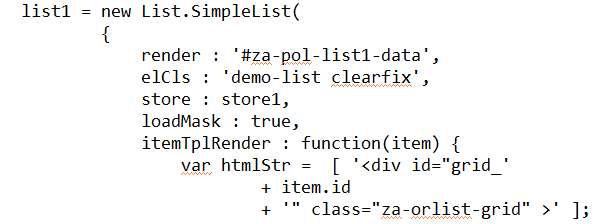 list1 = new List.SimpleList(
{
render : '#za-pol-list1-data',
elCls : 'demo-list clearfix',
store : store1,
loadMask : true,
itemTplRender : function(item) {
var htmlStr =  [ '<div id="grid_'
+ item.id
+ '" class="za-orlist-grid" >' ];